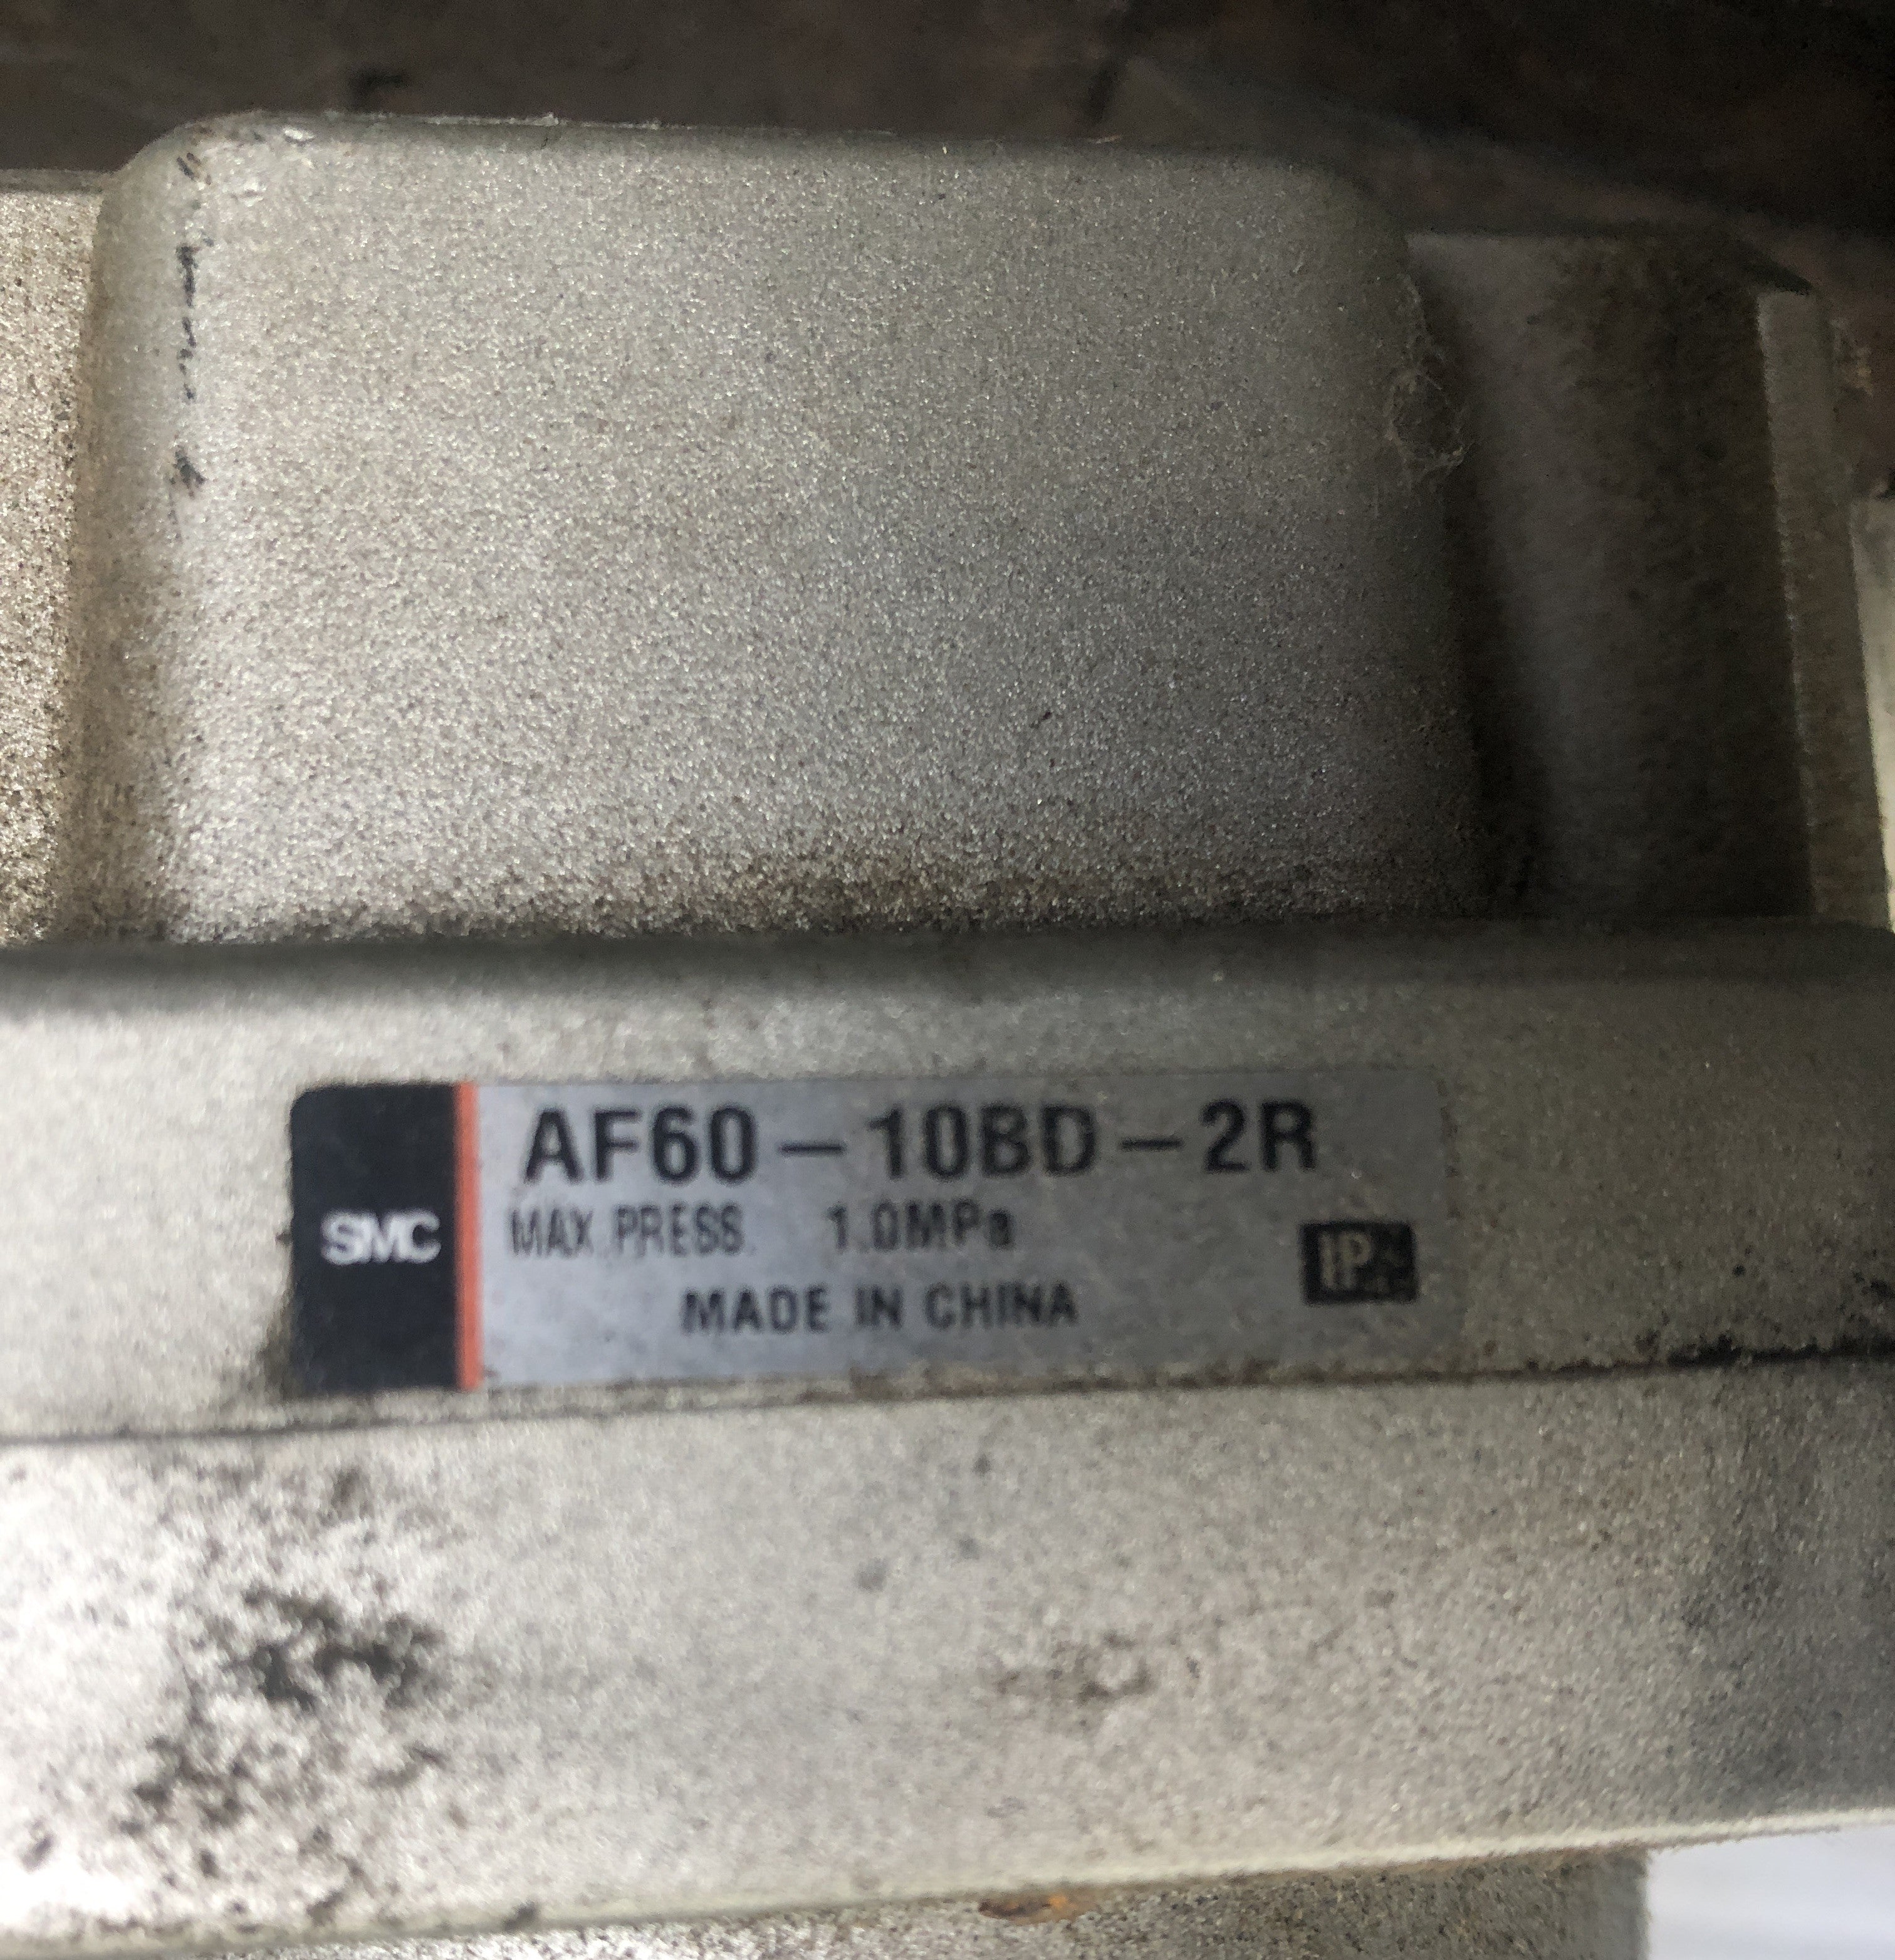 AF60-10BD-2R
SMC
MAX.PRESS. 1.0MPa
MADE IN CHINA